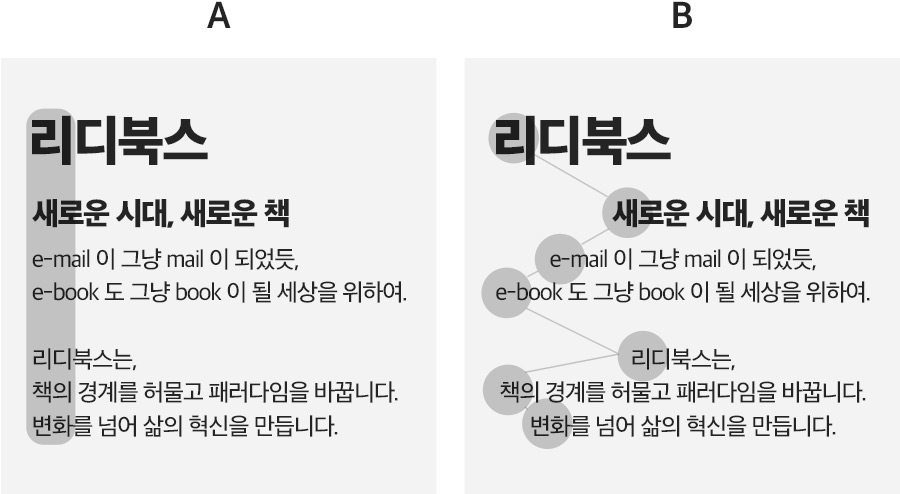 A
리디북스
새로운 시대, 새로운 책
e-mail 이 그냥 mail 이 되었듯,
e-book 도 그냥 book 이 될 세상을 위하여.
리디북스는,
책의 경계를 허물고 패러다임을 바꿉니다.
변화를 넘어 삶의 혁신을 만듭니다.
B
리디북스
새로운 시대, 새로운 책
e-mail 이 그냥 mail 이 되었듯,
e-book 도 그냥 book 이 될 세상을 위하여.
리디북스는,
책의 경계를 허물고 패러다임을 바꿉니다.
변화를 넘어 삶의 혁신을 만듭니다.